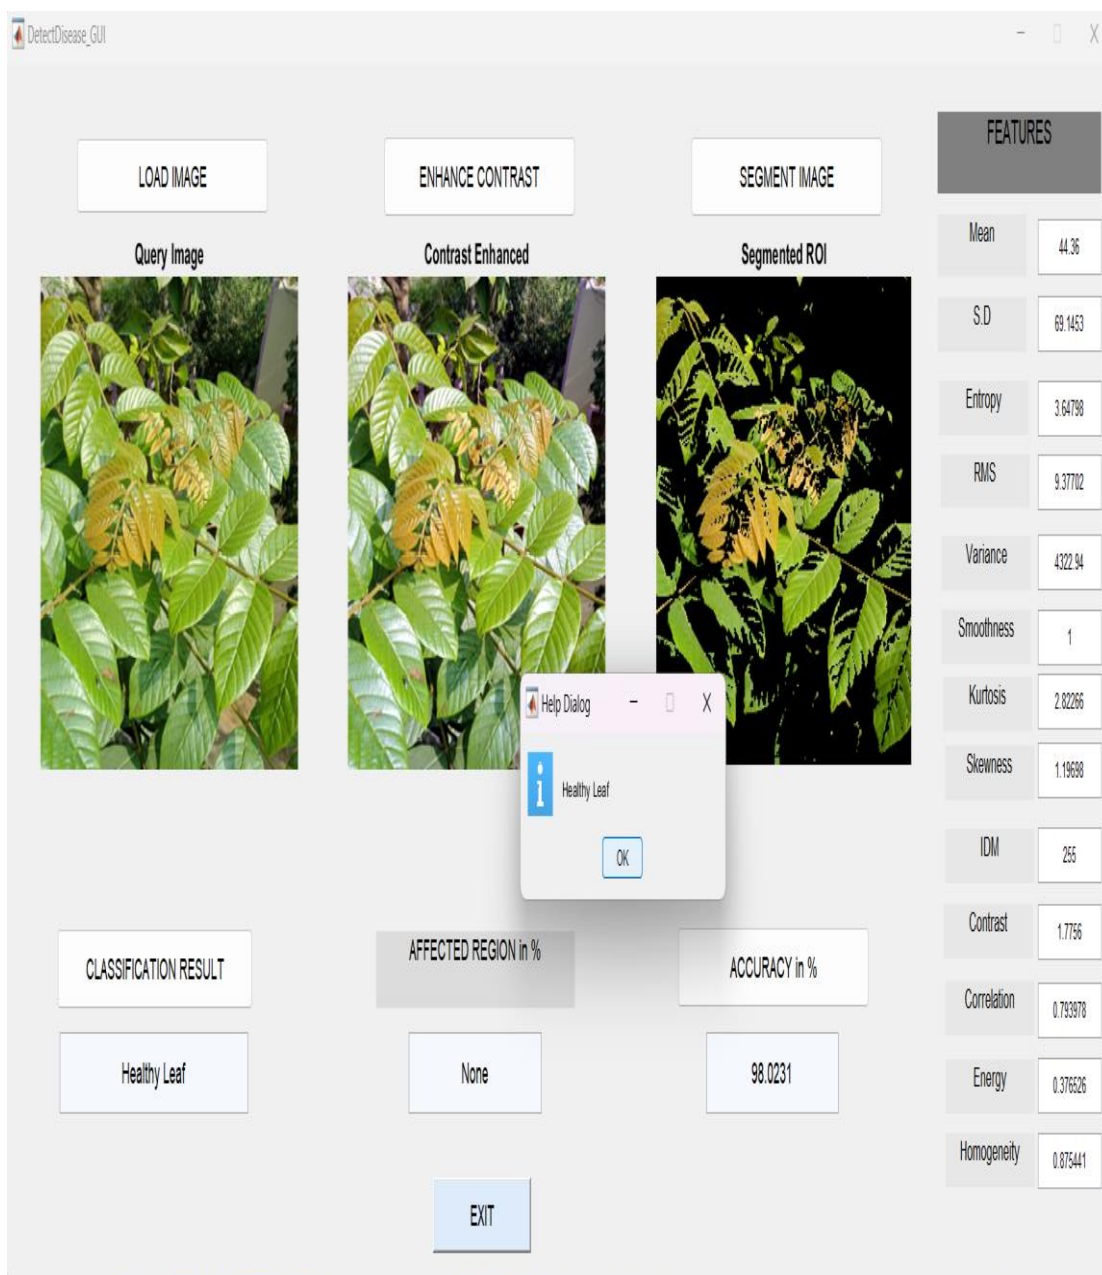 DetectDisease_GUI
LOAD IMAGE
ENHANCE CONTRAST
SEGMENT IMAGE
Query Image
Contrast Enhanced
Segmented ROI
Help Dialog
Healthy Leaf
OK
CLASSIFICATION RESULT
AFFECTED REGION in %
ACCURACY in %
Healthy Leaf
None
98.0231
EXIT
FEATURES
Mean
44.36
S.D
69.1453
Entropy
3.64798
RMS
9.37702
Variance
4322.94
Smoothness
1
Kurtosis
2.82266
Skewness
1.19698
IDM
255
Contrast
1.7756
Correlation
0.793978
Energy
0.376526
Homogeneity
0.875441